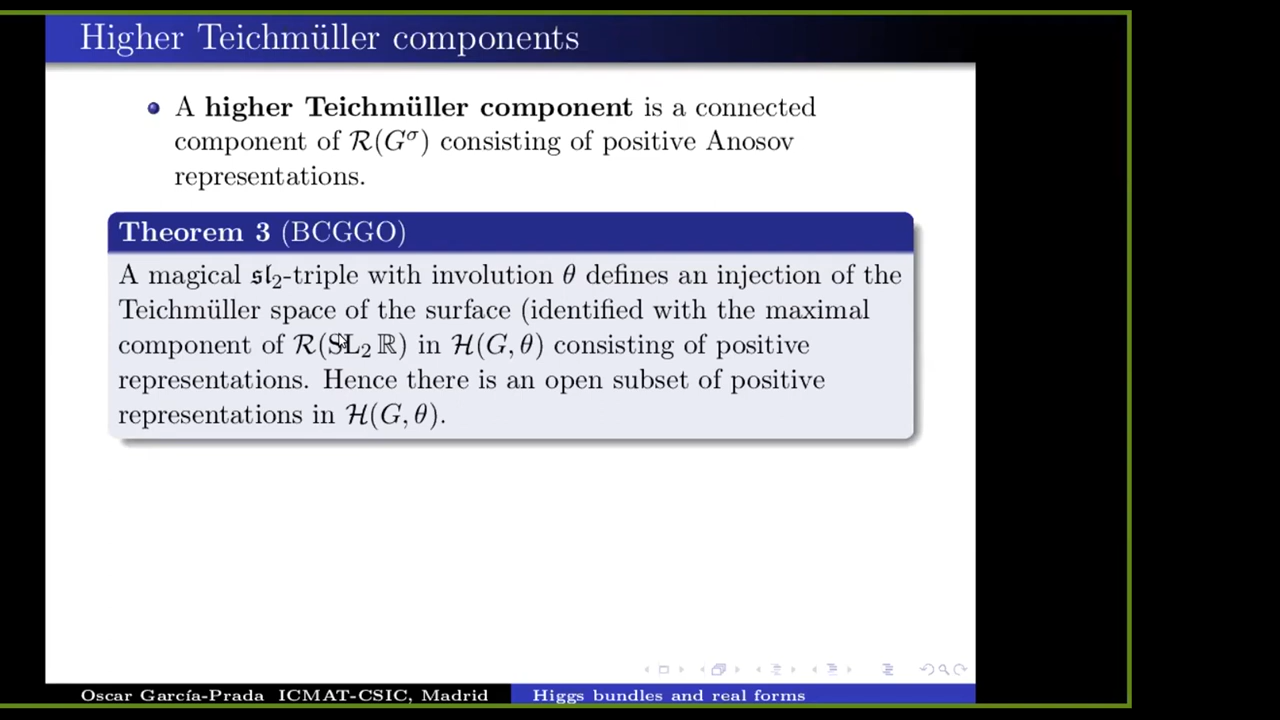 Higher Teichmüller components
A higher Teichmüller component is a connected
component of 𝓡(G^σ) consisting of positive Anosov
representations.
Theorem 3 (BCGGO)
A magical 𝔰𝔩₂-triple with involution θ defines an injection of the
Teichmüller space of the surface (identified with the maximal
component of 𝓡(SL₂ ℝ) in 𝓗(G, θ) consisting of positive
representations. Hence there is an open subset of positive
representations in 𝓗(G, θ).
Oscar García-Prada ICMAT-CSIC, Madrid Higgs bundles and real forms